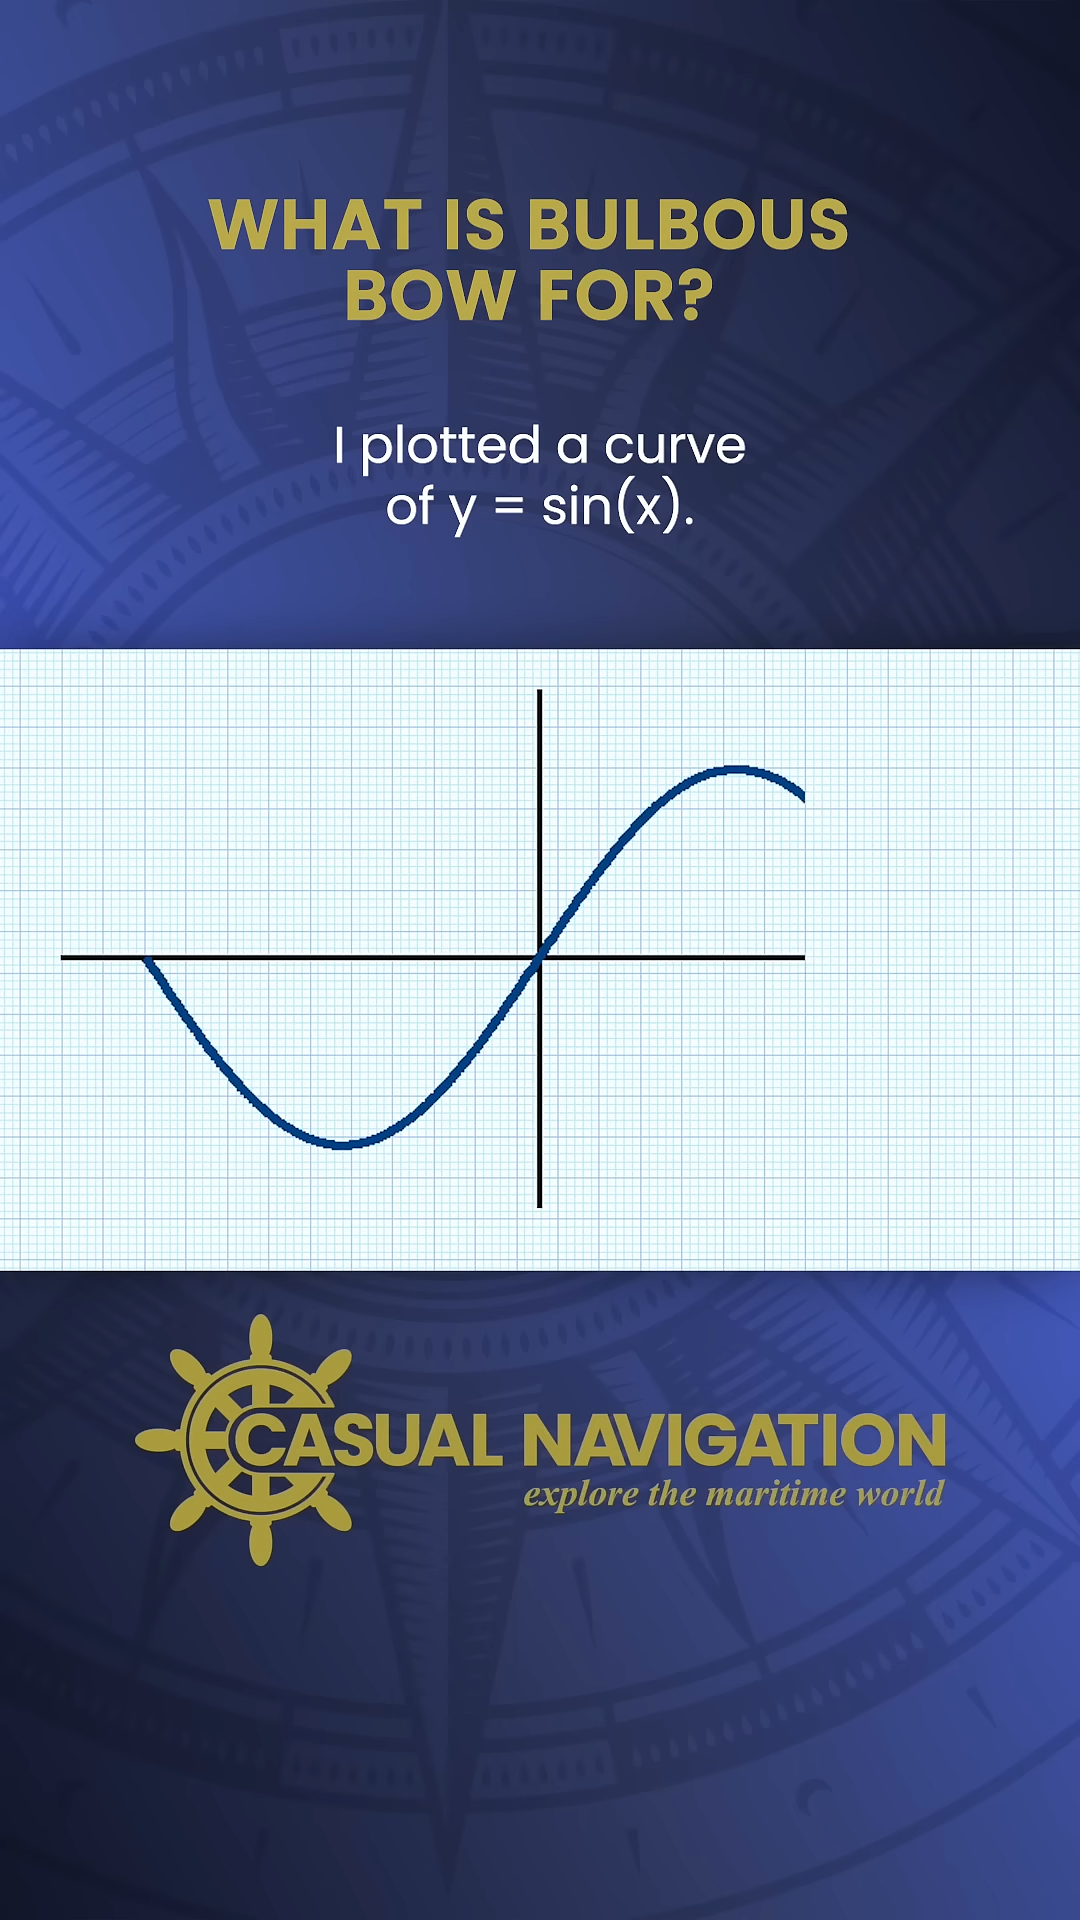 WHAT IS BULBOUS
BOW FOR?
I plotted a curve
of y = sin(x).
CASUAL NAVIGATION
explore the maritime world